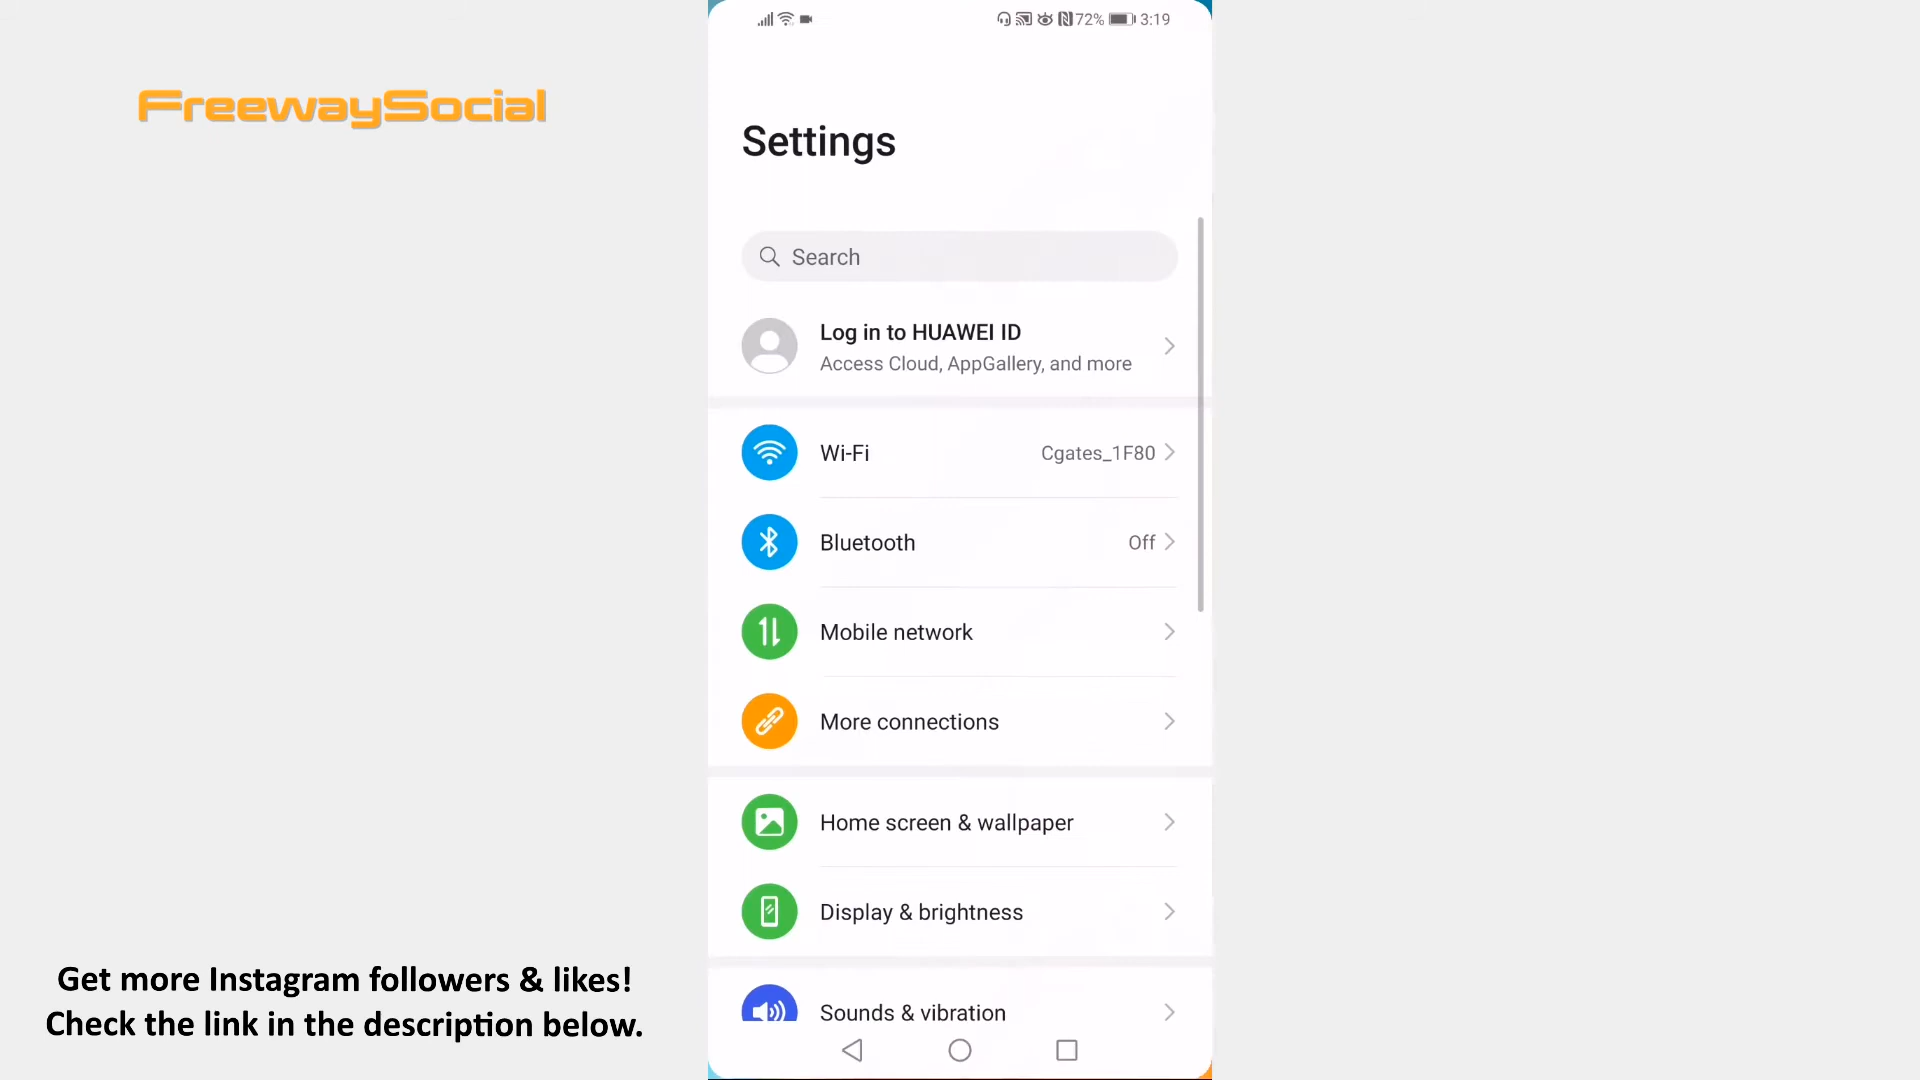 72% 3:19
FreewaySocial
Settings
Search
Log in to HUAWEI ID
Access Cloud, AppGallery, and more
Wi-Fi Cgates_1F80
Bluetooth Off
Mobile network
More connections
Home screen & wallpaper
Display & brightness
Sounds & vibration
Get more Instagram followers & likes!
Check the link in the description below.